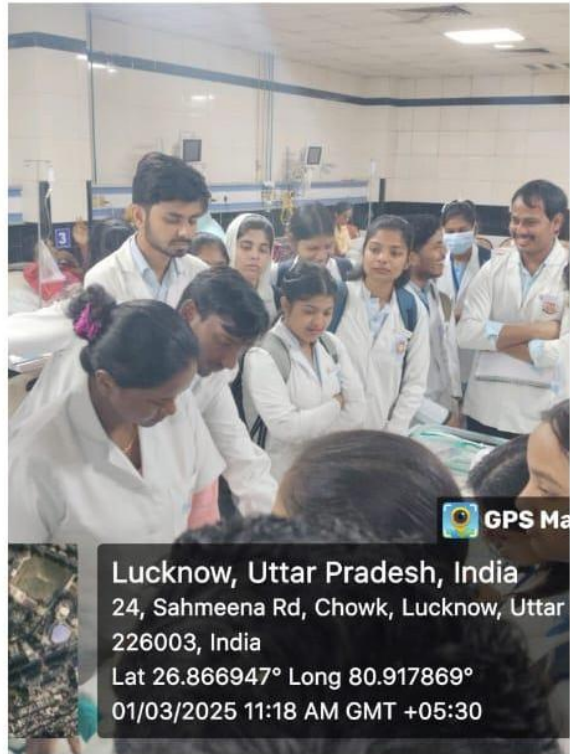 3
GPS Ma
Lucknow, Uttar Pradesh, India
24, Sahmeena Rd, Chowk, Lucknow, Uttar
226003, India
Lat 26.866947° Long 80.917869°
01/03/2025 11:18 AM GMT +05:30